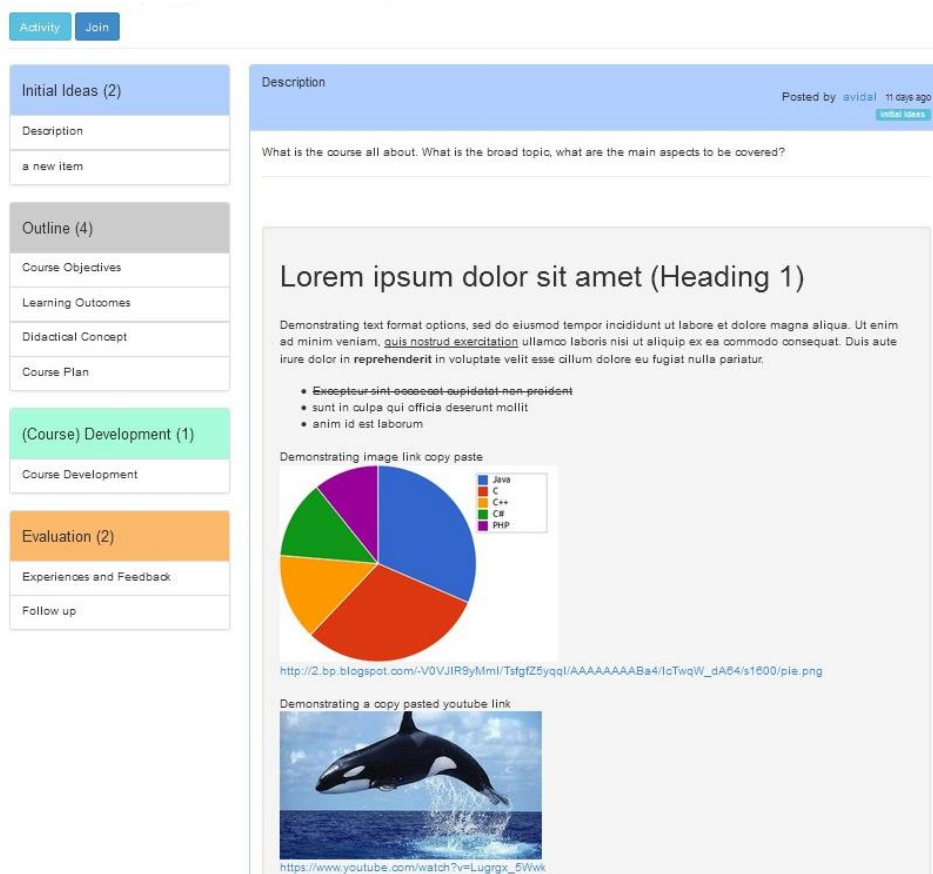 Activity
Join
Initial Ideas (2)
Description
a new item
Outline (4)
Course Objectives
Learning Outcomes
Didactical Concept
Course Plan
(Course) Development (1)
Course Development
Evaluation (2)
Experiences and Feedback
Follow up
Description
Posted by avidal 11 days ago
Initial Ideas
What is the course all about. What is the broad topic, what are the main aspects to be covered?
Lorem ipsum dolor sit amet (Heading 1)
Demonstrating text format options, sed do eiusmod tempor incididunt ut labore et dolore magna aliqua. Ut enim
ad minim veniam, quis nostrud exercitation ullamco laboris nisi ut aliquip ex ea commodo consequat. Duis aute
irure dolor in reprehenderit in voluptate velit esse cillum dolore eu fugiat nulla pariatur.
Excepteur sint occaecat cupidatat non proident
sunt in culpa qui officia deserunt mollit
anim id est laborum
Demonstrating image link copy paste
Java
C
C++
C#
PHP
http://2.bp.blogspot.com/-V0VJIR9yMmI/TsfgfZ5yqqI/AAAAAAAABa4/IcTwqW_dA64/s1600/pie.png
Demonstrating a copy pasted youtube link
https://www.youtube.com/watch?v=Lugrgx_5Wwk